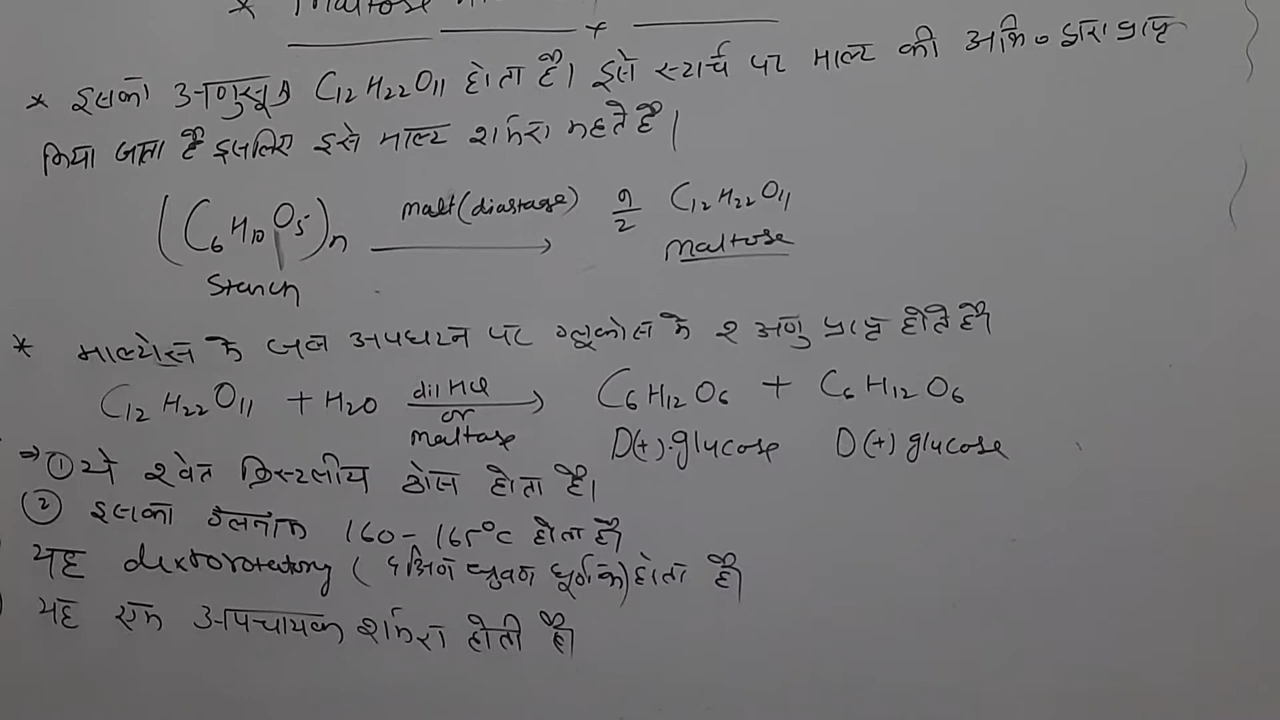 * Maltose
* इसका अणुसूत्र C12H22O11 होता है। इसे स्टार्च पर माल्ट की अभि० द्वारा प्राप्त
किया जाता है इसलिए इसे माल्ट शर्करा कहते है।
(C6H10O5)n malt(diastase) → n/2 C12H22O11
Starch maltose
* माल्टोस के जल अपघटन पर ग्लूकोस के २ अणु प्राप्त होते है।
C12H22O11 + H2O dil HCl or maltase → C6H12O6 + C6H12O6
D(+).glucose D(+) glucose
⇒ ① ये श्वेत क्रिस्टलीय ठोस होता है।
② इसका गलनांक 160-165°C होता है।
यह dextrorotatory (दक्षिण ध्रुवण घूर्णक) होता है।
यह एक अपचायक शर्करा होती है।